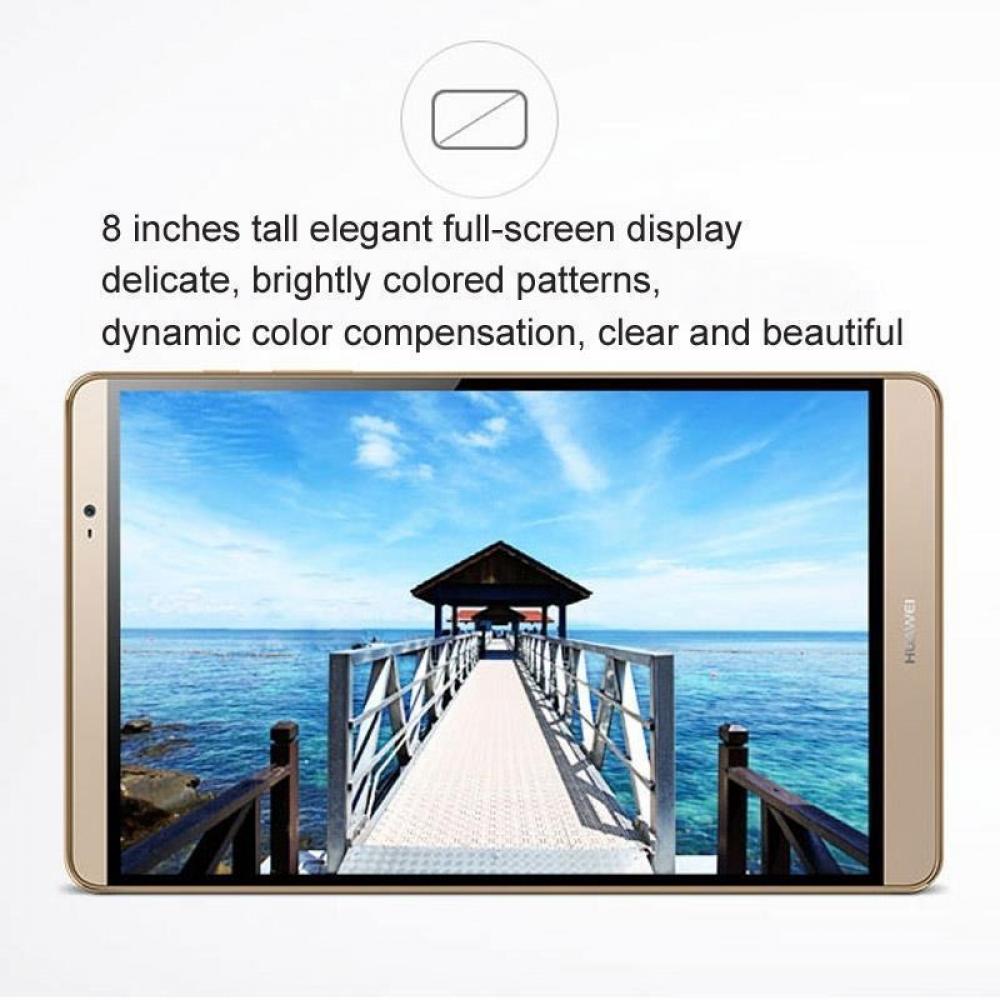 8 inches tall elegant full-screen display
delicate, brightly colored patterns,
dynamic color compensation, clear and beautiful
HUAWEI